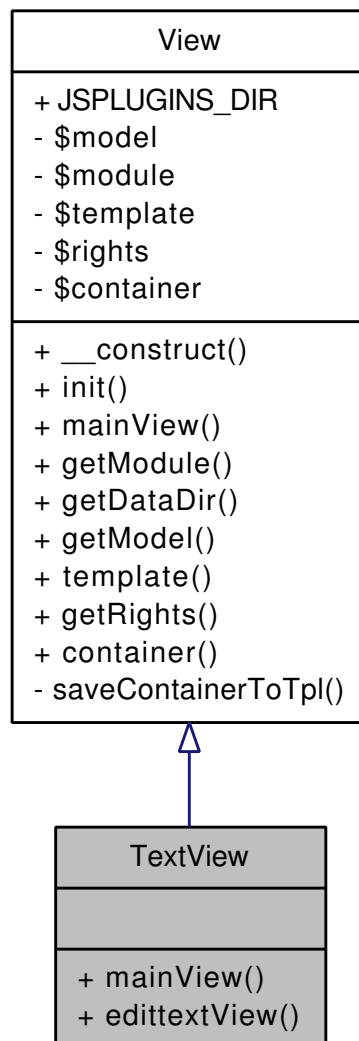 View
+ JSPLUGINS_DIR
- $model
- $module
- $template
- $rights
- $container
+ __construct()
+ init()
+ mainView()
+ getModule()
+ getDataDir()
+ getModel()
+ template()
+ getRights()
+ container()
- saveContainerToTpl()
TextView
+ mainView()
+ edittextView()